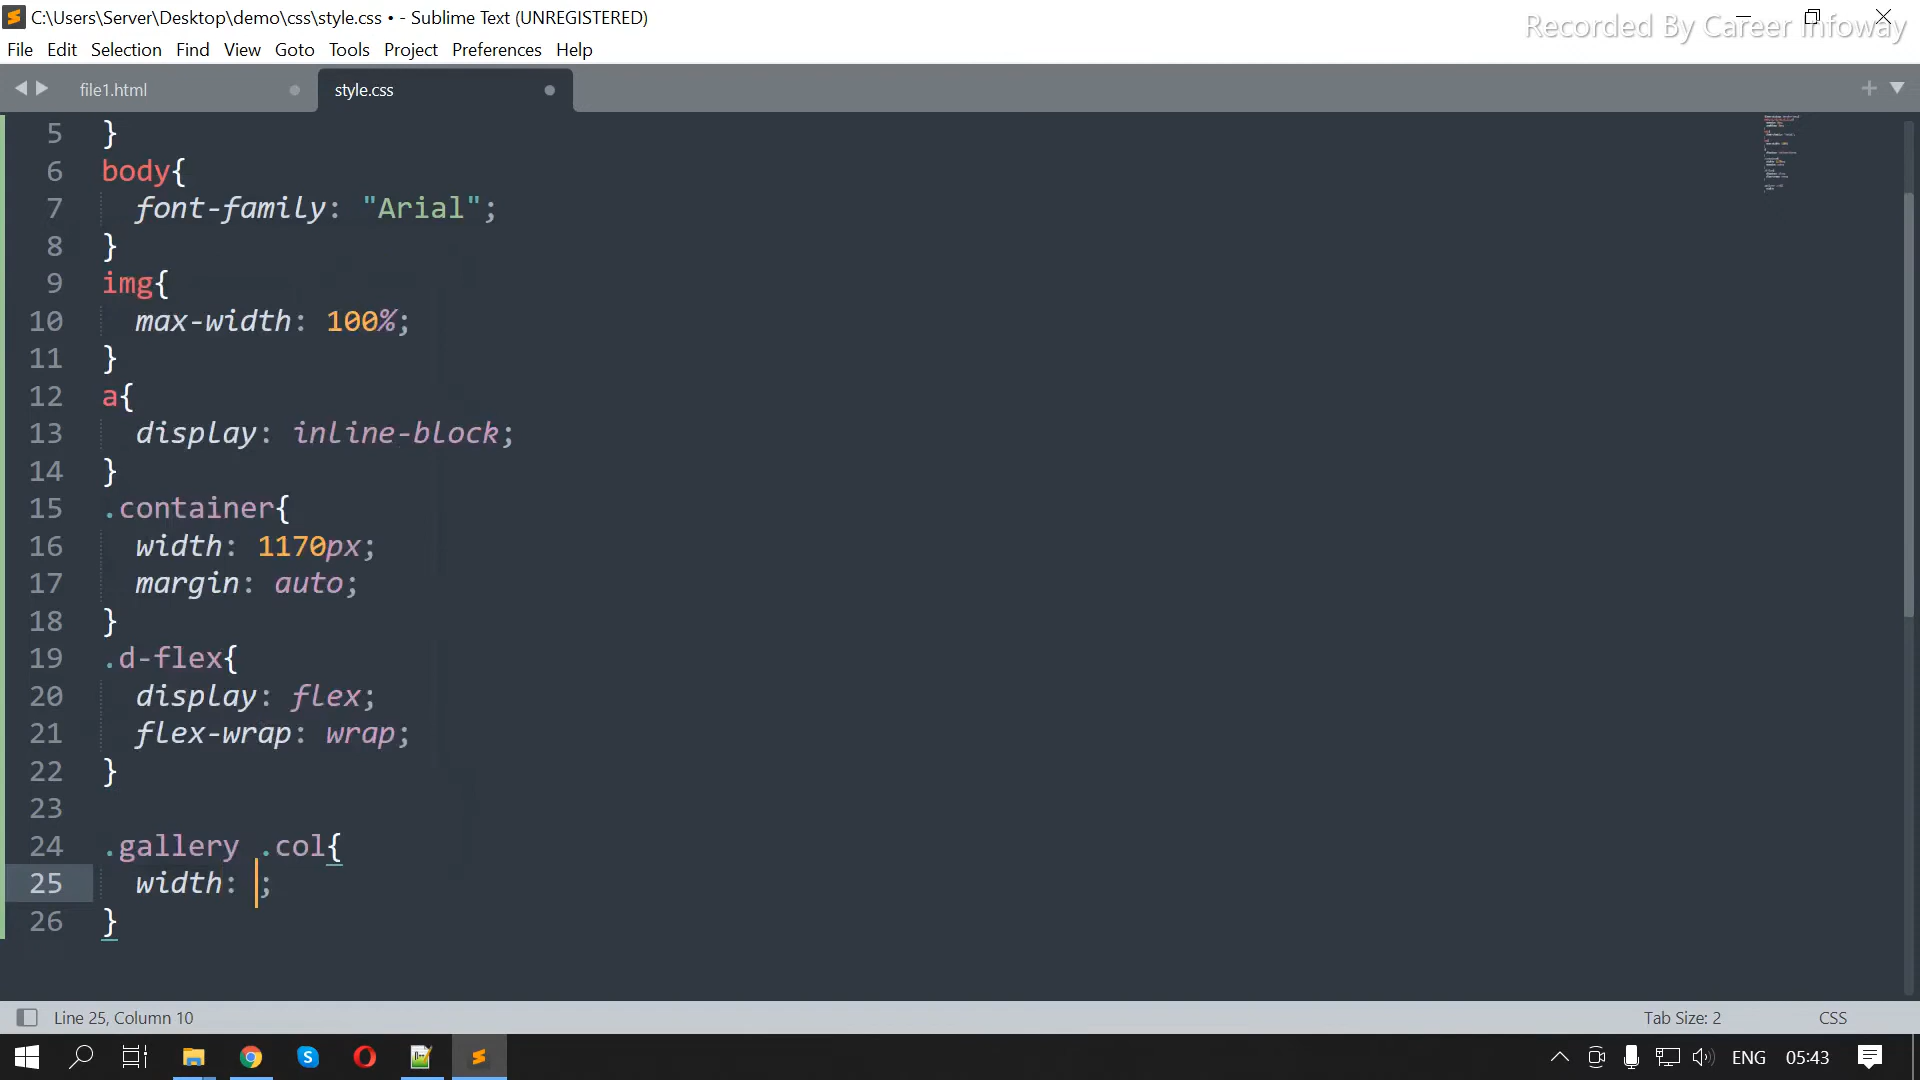 C:\Users\Server\Desktop\demo\css\style.css • - Sublime Text (UNREGISTERED)
Recorded By Career Infoway
File Edit Selection Find View Goto Tools Project Preferences Help
file1.html
style.css
5 }
6 body{
7 font-family: "Arial";
8 }
9 img{
10 max-width: 100%;
11 }
12 a{
13 display: inline-block;
14 }
15 .container{
16 width: 1170px;
17 margin: auto;
18 }
19 .d-flex{
20 display: flex;
21 flex-wrap: wrap;
22 }
23
24 .gallery .col{
25 width: ;
26 }
Line 25, Column 10
Tab Size: 2
CSS
ENG
05:43